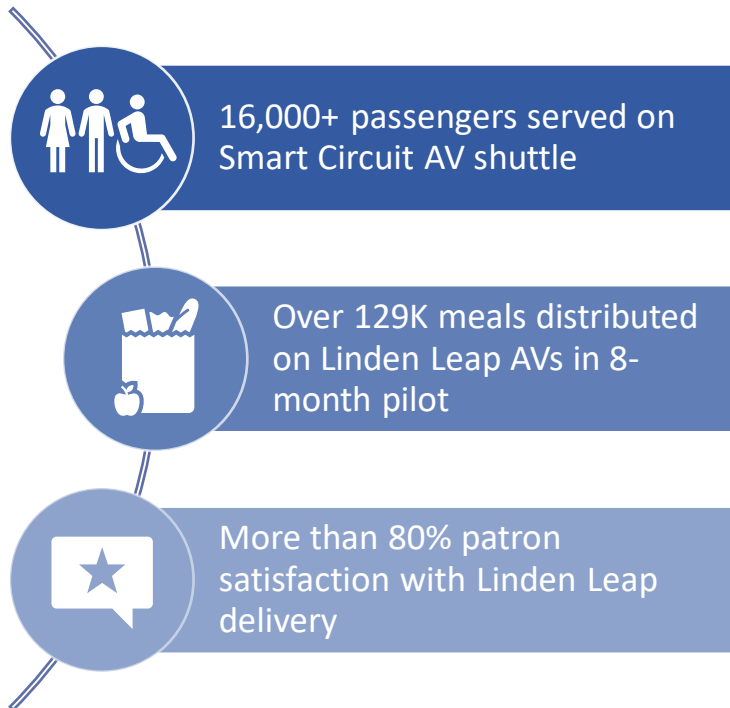 16,000+ passengers served on
Smart Circuit AV shuttle
Over 129K meals distributed
on Linden Leap AVs in 8-
month pilot
More than 80% patron
satisfaction with Linden Leap
delivery